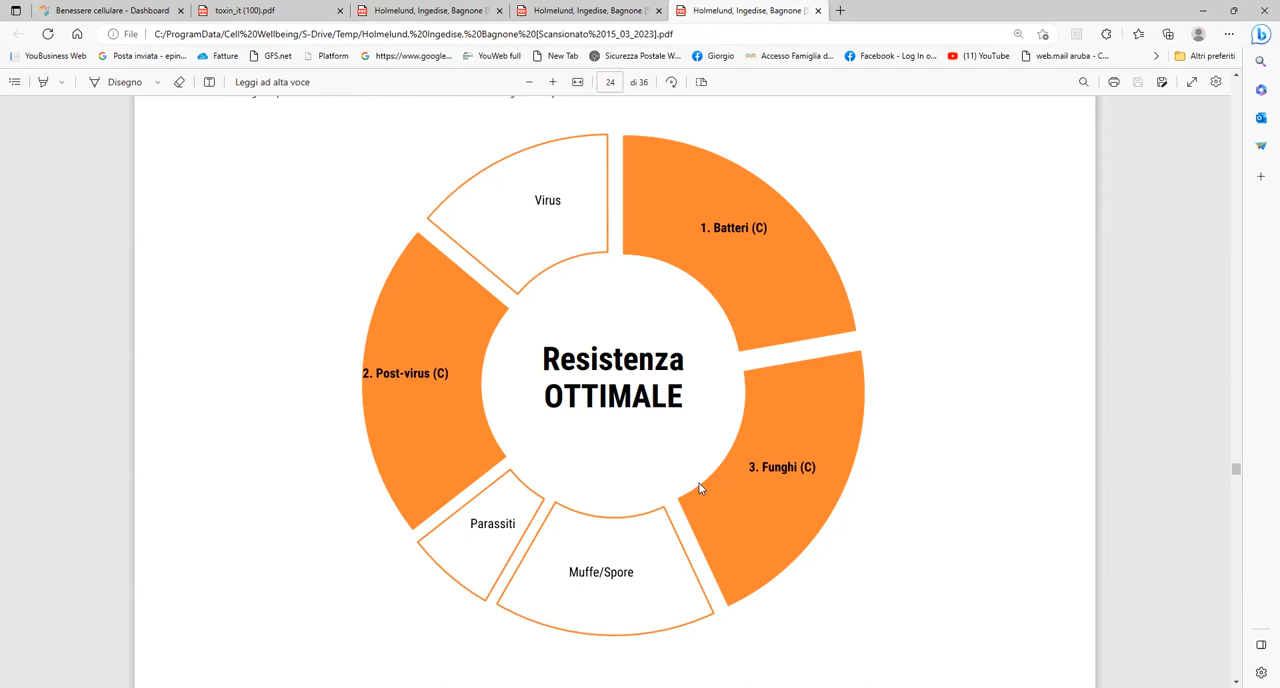 Benessere cellulare - Dashboard
toxin_it (100).pdf
Holmelund, Ingedise, Bagnone [
Holmelund, Ingedise, Bagnone [
Holmelund, Ingedise, Bagnone [
File
C:/ProgramData/Cell%20Wellbeing/S-Drive/Temp/Holmelund,%20Ingedise,%20Bagnone%20[Scansionato%2015_03_2023].pdf
YouBusiness Web
Posta inviata - epin...
Fatture
GFS.net
Platform
https://www.google...
YouWeb full
New Tab
Sicurezza Postale W...
Giorgio
Accesso Famiglia d...
Facebook - Log In o...
(11) YouTube
web.mail aruba - C...
Altri preferiti
Disegno
Leggi ad alta voce
24
di 36
Virus
1. Batteri (C)
2. Post-virus (C)
Resistenza
OTTIMALE
3. Funghi (C)
Parassiti
Muffe/Spore